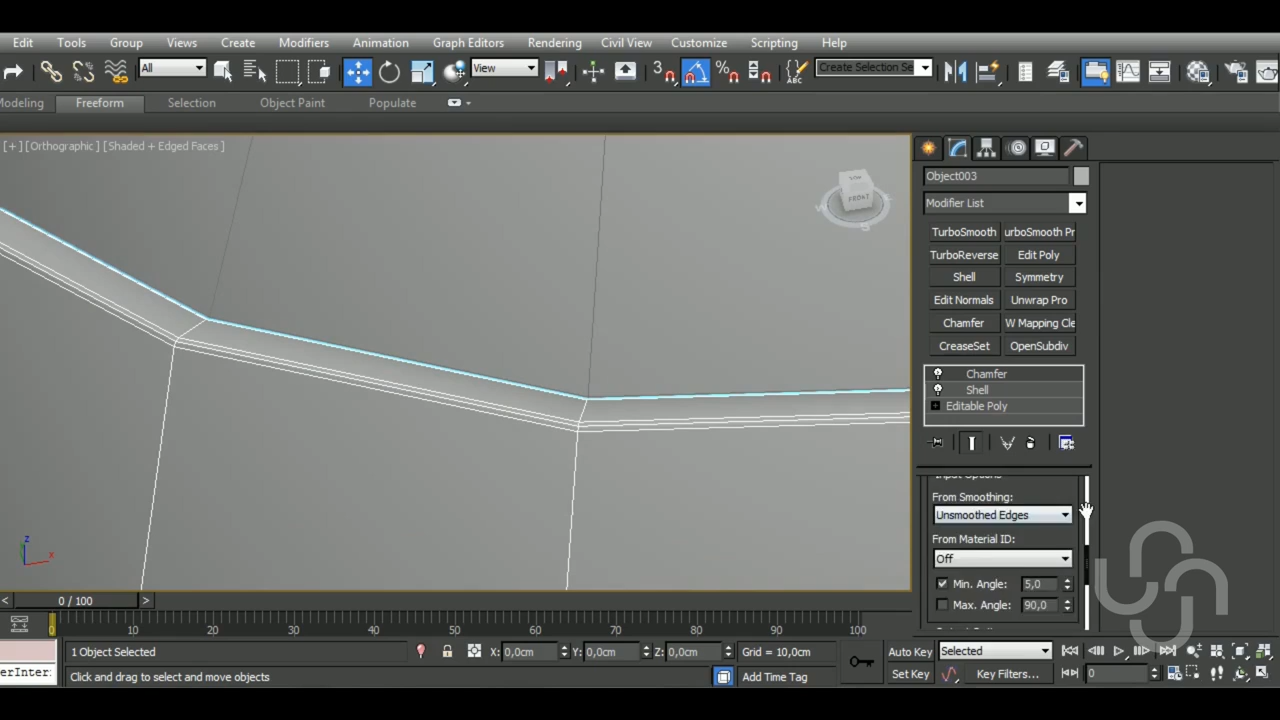 Edit Tools Group Views Create Modifiers Animation Graph Editors Rendering Civil View Customize Scripting Help
All View 3 % ABC Create Selection Se
Modeling Freeform Selection Object Paint Populate
[+] [Orthographic] [Shaded + Edged Faces]
FRONT
Object003
Modifier List
TurboSmooth urboSmooth Pr
TurboReverse Edit Poly
Shell Symmetry
Edit Normals Unwrap Pro
Chamfer W Mapping Cle
CreaseSet OpenSubdiv
Chamfer
Shell
Editable Poly
From Smoothing:
Unsmoothed Edges
From Material ID:
Off
Min. Angle: 5,0
Max. Angle: 90,0
z
x
< 0 / 100 >
0 10 20 30 40 50 60 70 80 90 100
1 Object Selected X: 0,0cm Y: 0,0cm Z: 0,0cm Grid = 10,0cm Auto Key Selected
erInter: Click and drag to select and move objects Add Time Tag Set Key Key Filters... 0